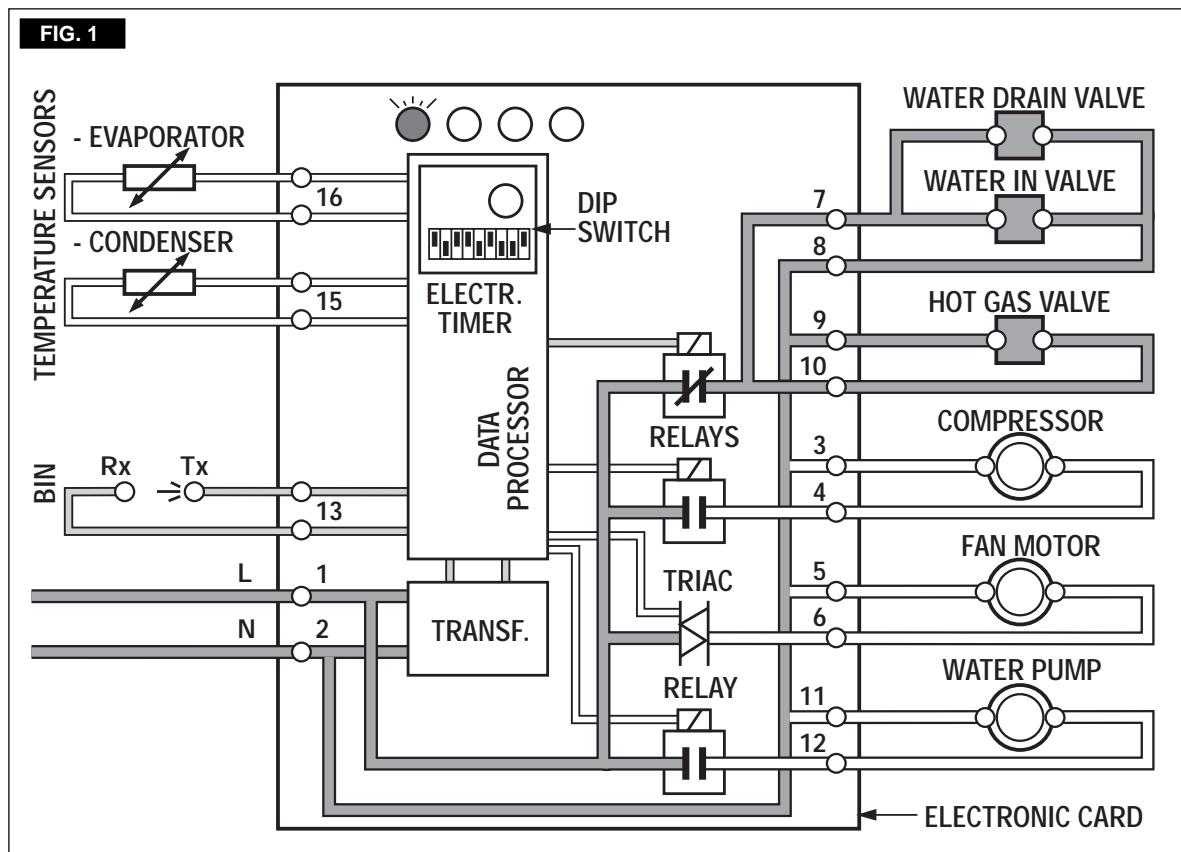 FIG. 1
TEMPERATURE SENSORS
- EVAPORATOR
16
- CONDENSER
15
BIN
Rx
Tx
13
L
1
N
2
DIP
SWITCH
ELECTR.
TIMER
DATA
PROCESSOR
TRANSF.
RELAYS
TRIAC
RELAY
WATER DRAIN VALVE
WATER IN VALVE
7
8
HOT GAS VALVE
9
10
COMPRESSOR
3
4
FAN MOTOR
5
6
WATER PUMP
11
12
ELECTRONIC CARD